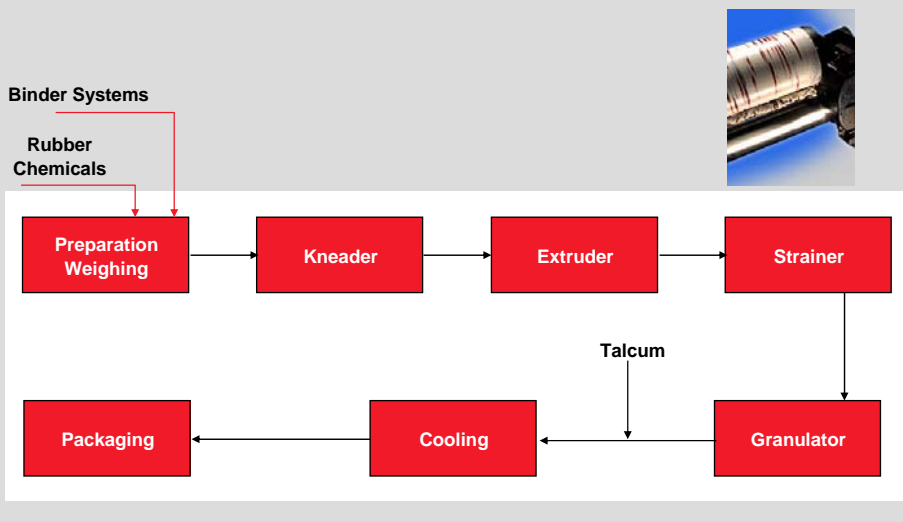 Binder Systems
Rubber
Chemicals
Preparation
Weighing
Kneader
Extruder
Strainer
Talcum
Packaging
Cooling
Granulator